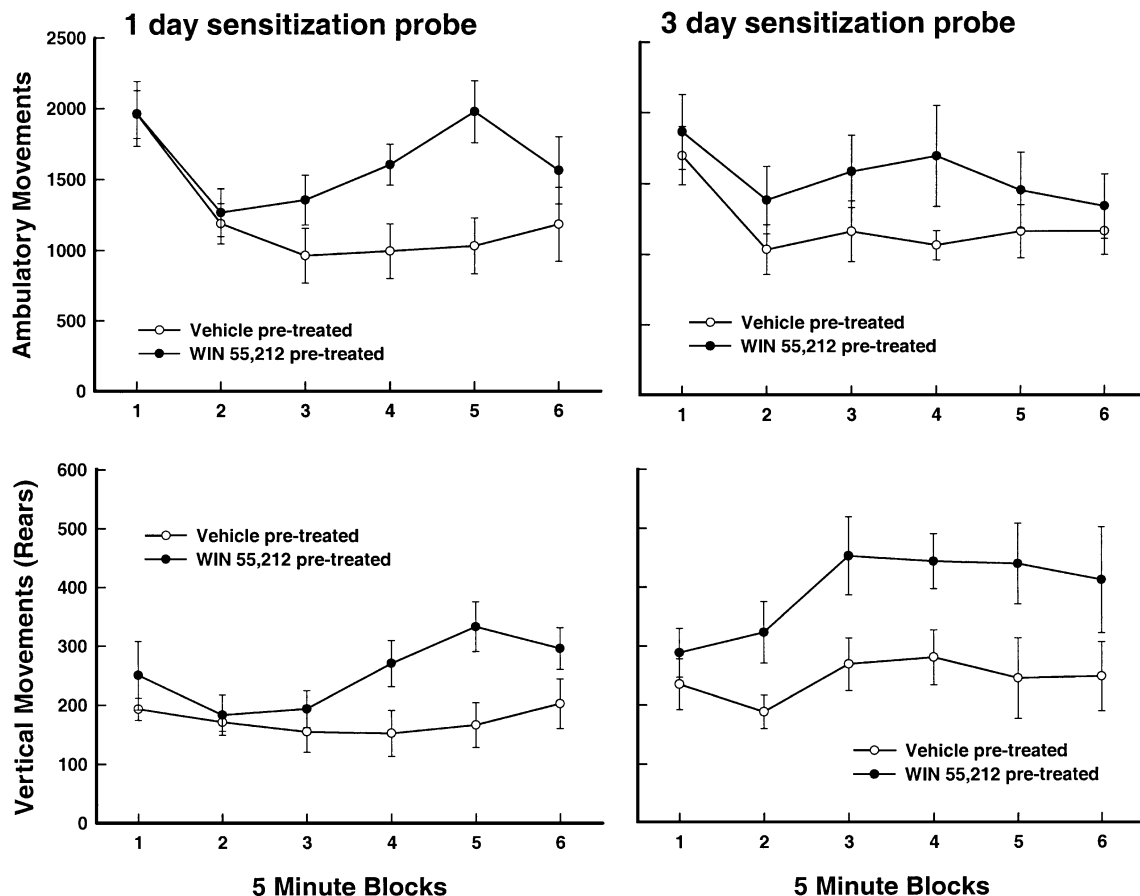 1 day sensitization probe
3 day sensitization probe
Ambulatory Movements
2500
2000
1500
1000
500
0
Vehicle pre-treated
WIN 55,212 pre-treated
1 2 3 4 5 6
Vehicle pre-treated
WIN 55,212 pre-treated
1 2 3 4 5 6
Vertical Movements (Rears)
600
500
400
300
200
100
0
Vehicle pre-treated
WIN 55,212 pre-treated
1 2 3 4 5 6
5 Minute Blocks
Vehicle pre-treated
WIN 55,212 pre-treated
1 2 3 4 5 6
5 Minute Blocks